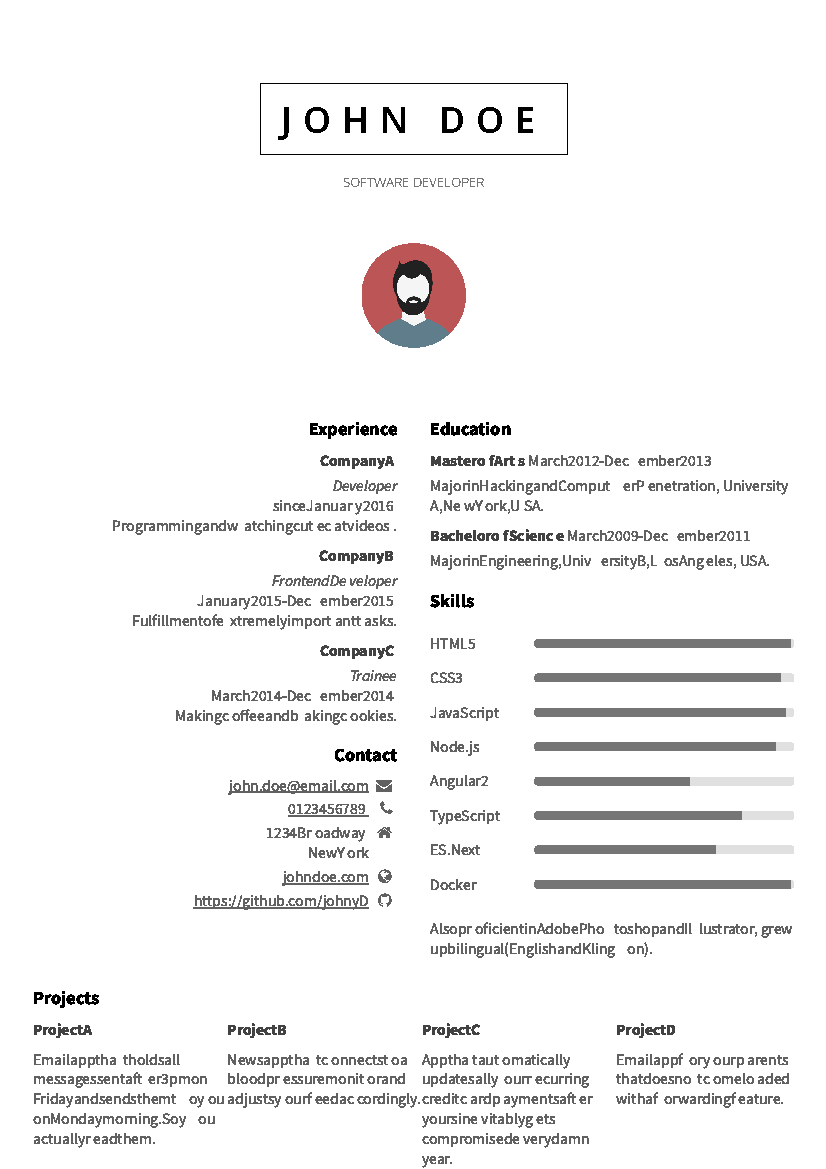 JOHN DOE
SOFTWARE DEVELOPER
Experience
CompanyA
Developer
sinceJanuar y2016
Programmingandw atchingcut ec atvideos .
CompanyB
FrontendDe veloper
January2015-Dec ember2015
Fulfillmentofe xtremelyimport antt asks.
CompanyC
Trainee
March2014-Dec ember2014
Makingc offeeandb akingc ookies.
Contact
john.doe@email.com
0123456789
1234Br oadway
NewY ork
johndoe.com
https://github.com/johnyD
Education
Mastero fArt s March2012-Dec ember2013
MajorinHackingandComput erP enetration, University
A,Ne wY ork,U SA.
Bacheloro fScienc e March2009-Dec ember2011
MajorinEngineering,Univ ersityB,L osAng eles, USA.
Skills
HTML5
CSS3
JavaScript
Node.js
Angular2
TypeScript
ES.Next
Docker
Alsopr oficientinAdobePho toshopandIl lustrator, grew
upbilingual(EnglishandKling on).
Projects
ProjectA
Emailapptha tholdsall
messagessentaft er3pmon
Fridayandsendsthemt oy ou
onMondaymorning.Soy ou
actuallyr eadthem.
ProjectB
Newsapptha tc onnectst oa
bloodpr essuremonit orand
adjustsy ourf eedac cordingly.
ProjectC
Apptha taut omatically
updatesally ourr ecurring
creditc ardp aymentsaft er
yoursine vitablyg ets
compromisede verydamn
year.
ProjectD
Emailappf ory ourp arents
thatdoesno tc omelo aded
withaf orwardingf eature.